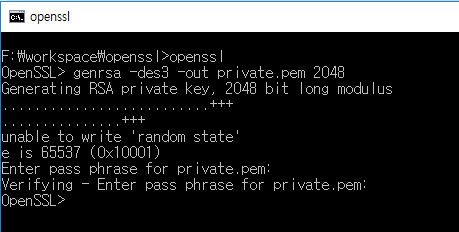 openssl
F:₩workspace₩openssl>openssl
OpenSSL> genrsa -des3 -out private.pem 2048
Generating RSA private key, 2048 bit long modulus
..........................+++
...............+++
unable to write 'random state'
e is 65537 (0x10001)
Enter pass phrase for private.pem:
Verifying - Enter pass phrase for private.pem:
OpenSSL>